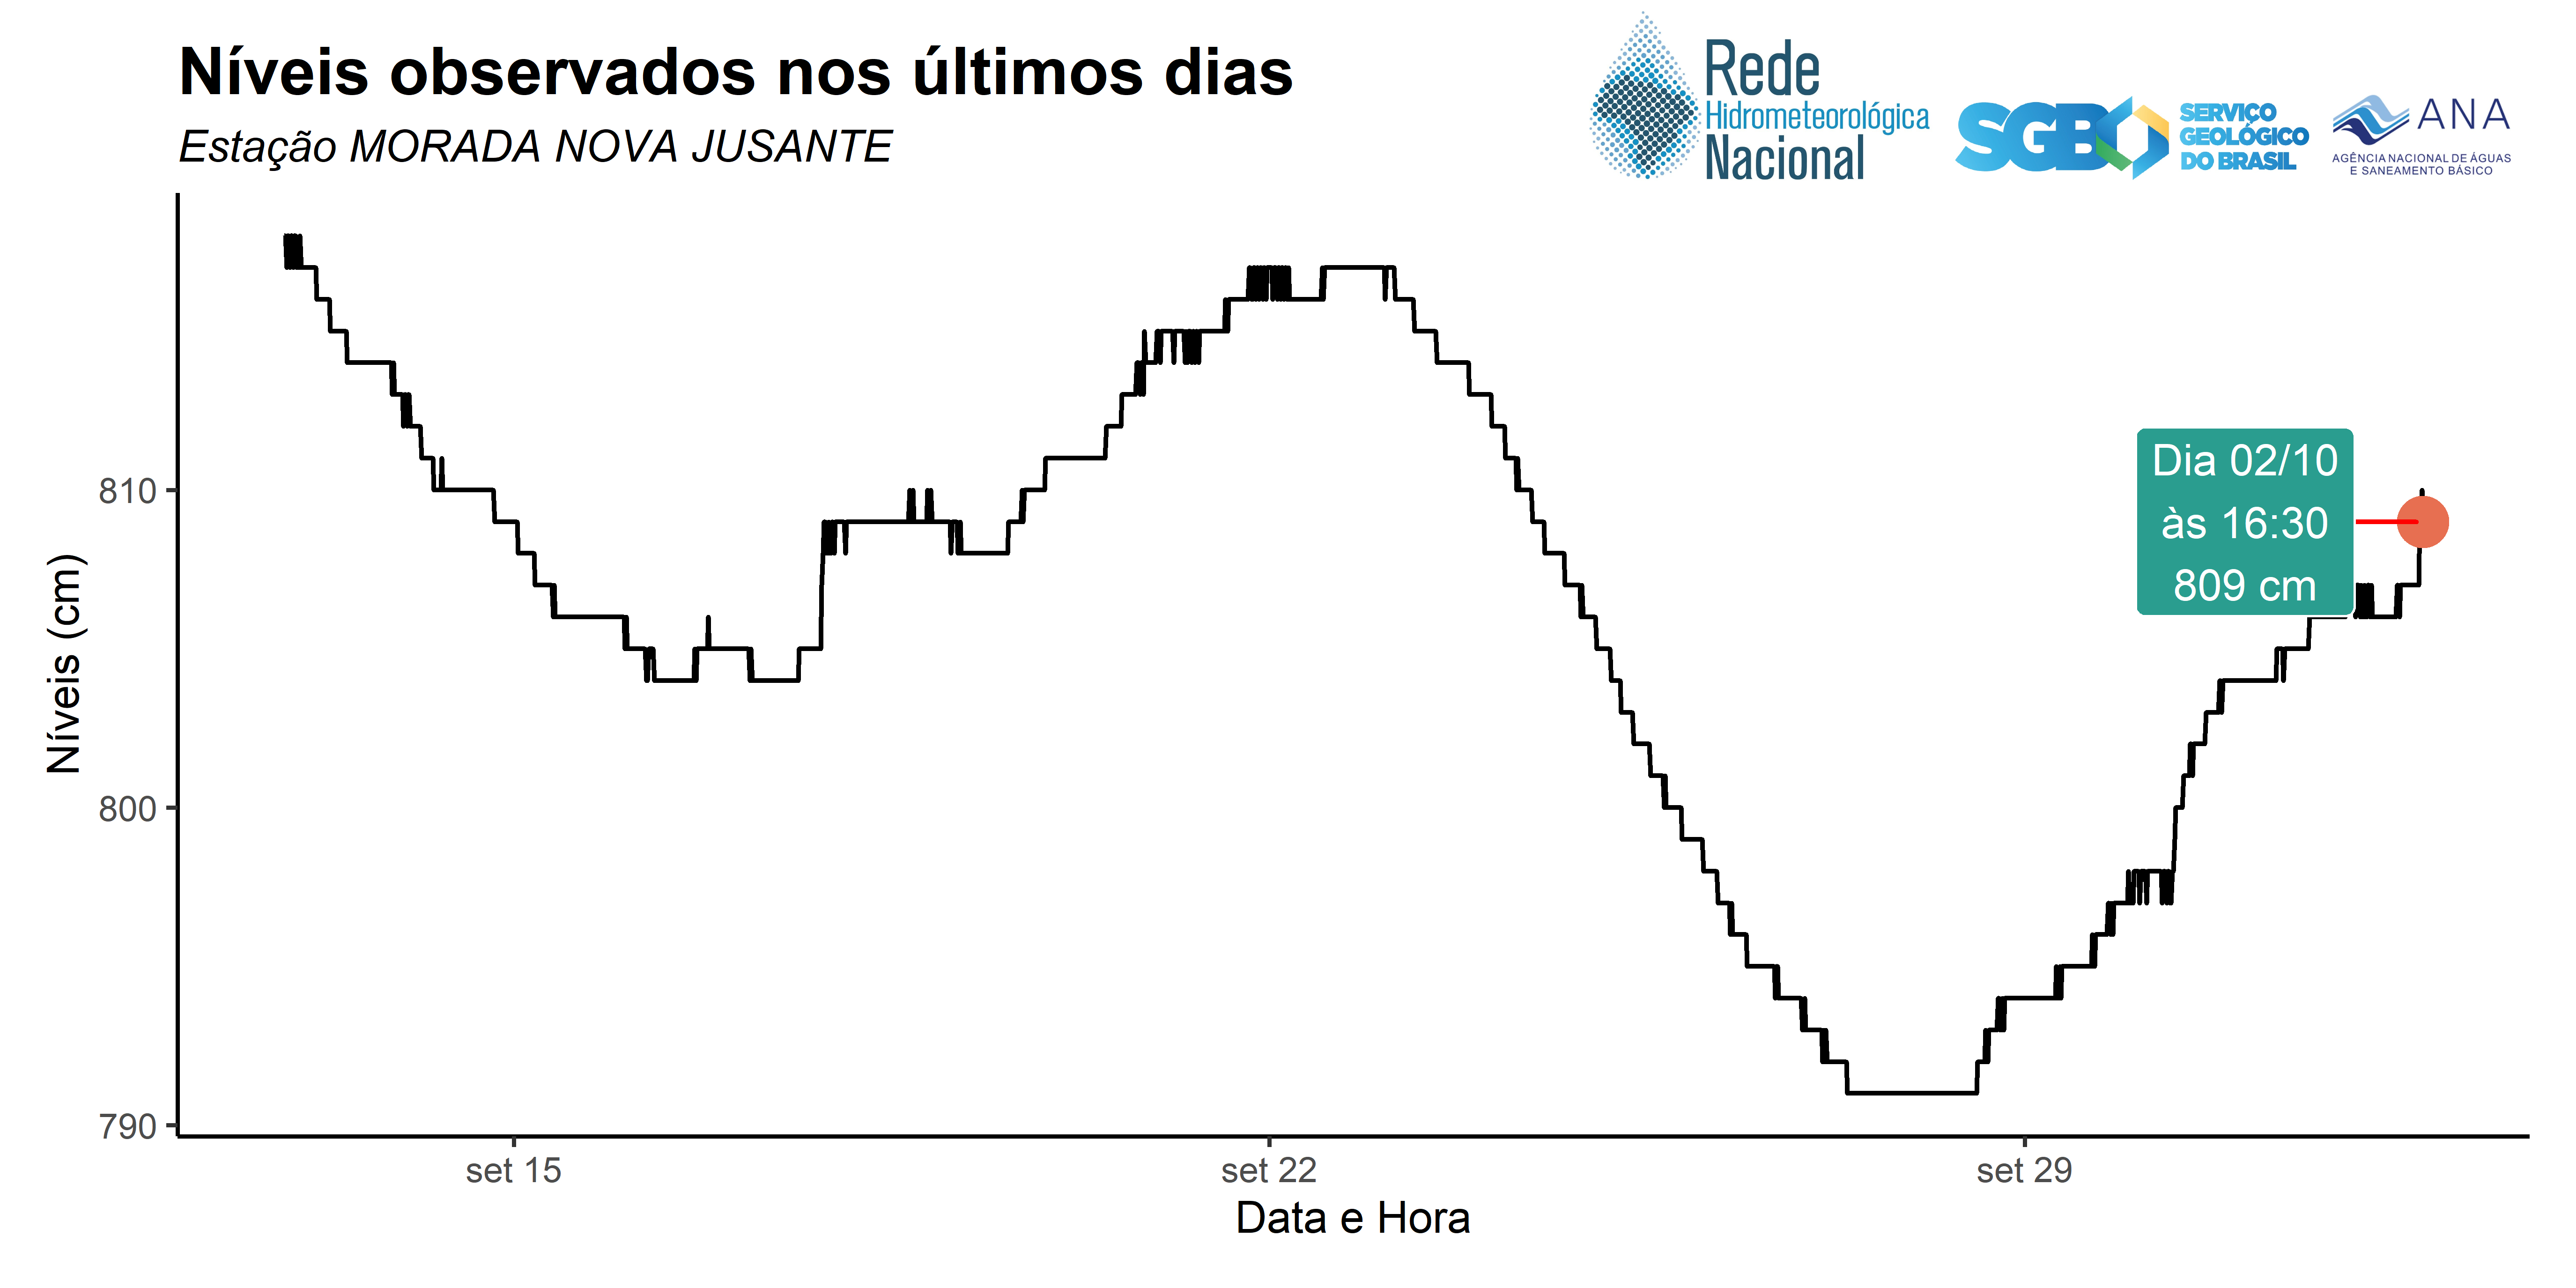 Níveis observados nos últimos dias
Estação MORADA NOVA JUSANTE
Rede
Hidrometeorológica
Nacional
SGB
SERVIÇO
GEOLÓGICO
DO BRASIL
ANA
AGÊNCIA NACIONAL DE ÁGUAS
E SANEAMENTO BÁSICO
Níveis (cm)
810
800
790
Dia 02/10
às 16:30
809 cm
set 15
set 22
set 29
Data e Hora